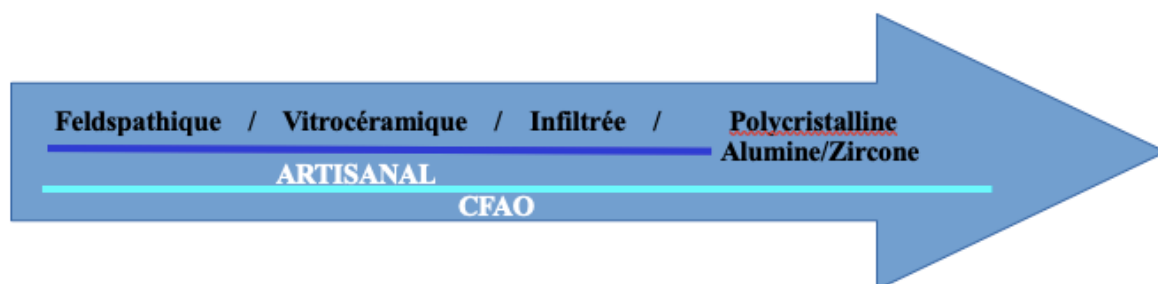 Feldspathique / Vitrocéramique / Infiltrée / Polycristalline
Alumine/Zircone
ARTISANAL
CFAO